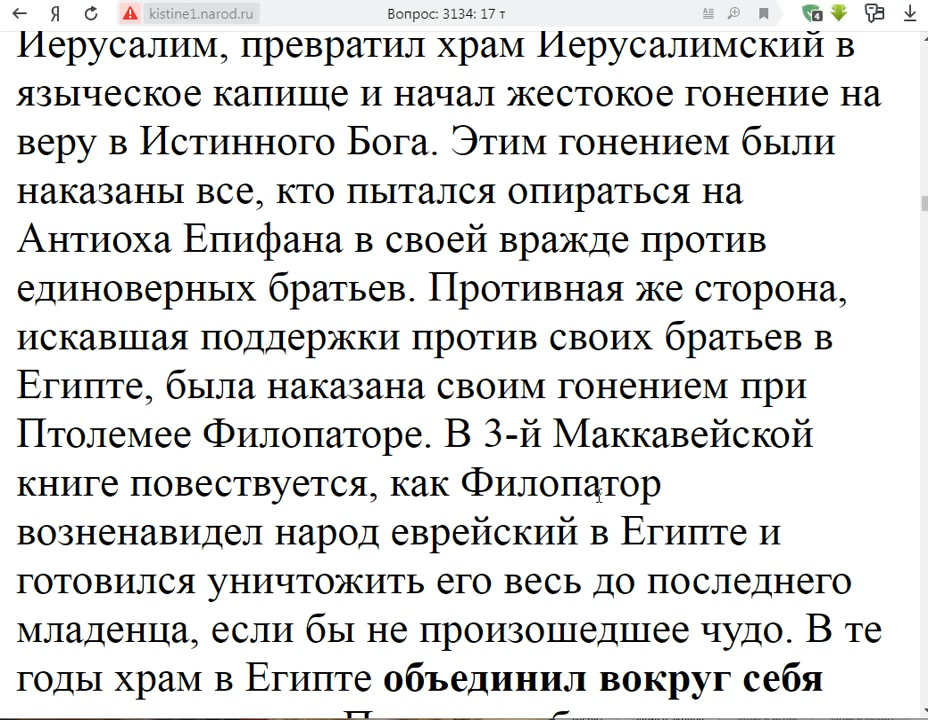 kistine1.narod.ru
Вопрос: 3134: 17 т
4
Иерусалим, превратил храм Иерусалимский в
языческое капище и начал жестокое гонение на
веру в Истинного Бога. Этим гонением были
наказаны все, кто пытался опираться на
Антиоха Епифана в своей вражде против
единоверных братьев. Противная же сторона,
искавшая поддержки против своих братьев в
Египте, была наказана своим гонением при
Птолемее Филопаторе. В 3-й Маккавейской
книге повествуется, как Филопатор
возненавидел народ еврейский в Египте и
готовился уничтожить его весь до последнего
младенца, если бы не произошедшее чудо. В те
годы храм в Египте объединил вокруг себя